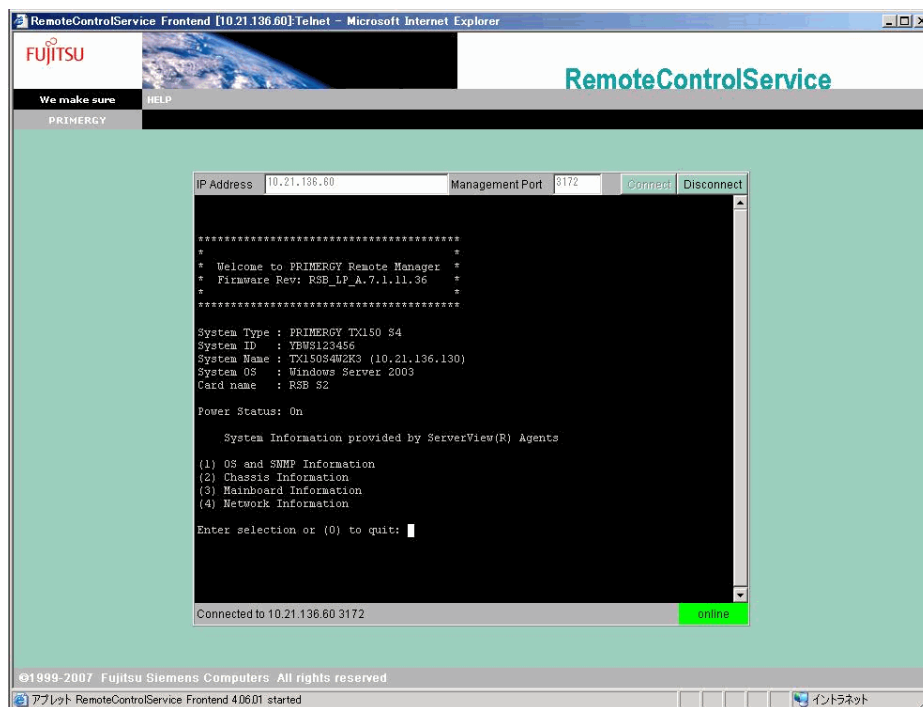 RemoteControlService Frontend [10.21.136.60]:Telnet - Microsoft Internet Explorer
FUJITSU
RemoteControlService
We make sure
HELP
PRIMERGY
IP Address 10.21.136.60 Management Port 3172 Connect Disconnect
****************************************
* *
* Welcome to PRIMERGY Remote Manager *
* Firmware Rev: RSB_LP_A.7.1.11.36 *
* *
****************************************
System Type : PRIMERGY TX150 S4
System ID : YBWS123456
System Name : TX150S4W2K3 (10.21.136.130)
System OS : Windows Server 2003
Card name : RSB S2
Power Status: On
System Information provided by ServerView(R) Agents
(1) OS and SNMP Information
(2) Chassis Information
(3) Mainboard Information
(4) Network Information
Enter selection or (0) to quit:
Connected to 10.21.136.60 3172 online
©1999-2007 Fujitsu Siemens Computers All rights reserved
アプレット RemoteControlService Frontend 4.06.01 started イントラネット